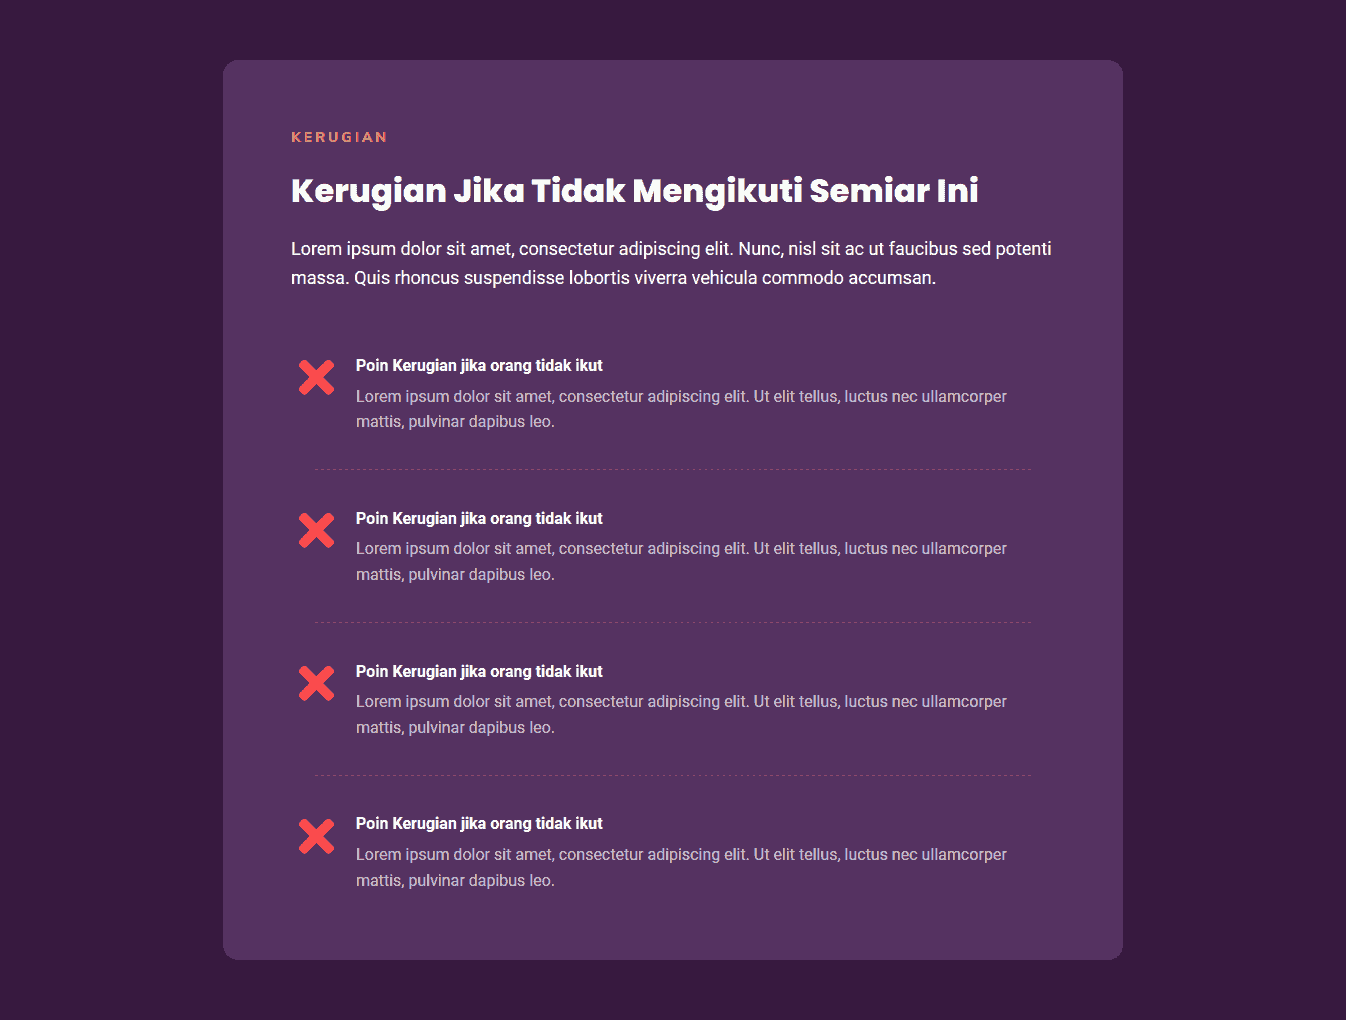 KERUGIAN
Kerugian Jika Tidak Mengikuti Semiar Ini
Lorem ipsum dolor sit amet, consectetur adipiscing elit. Nunc, nisl sit ac ut faucibus sed potenti
massa. Quis rhoncus suspendisse lobortis viverra vehicula commodo accumsan.
Poin Kerugian jika orang tidak ikut
Lorem ipsum dolor sit amet, consectetur adipiscing elit. Ut elit tellus, luctus nec ullamcorper
mattis, pulvinar dapibus leo.
Poin Kerugian jika orang tidak ikut
Lorem ipsum dolor sit amet, consectetur adipiscing elit. Ut elit tellus, luctus nec ullamcorper
mattis, pulvinar dapibus leo.
Poin Kerugian jika orang tidak ikut
Lorem ipsum dolor sit amet, consectetur adipiscing elit. Ut elit tellus, luctus nec ullamcorper
mattis, pulvinar dapibus leo.
Poin Kerugian jika orang tidak ikut
Lorem ipsum dolor sit amet, consectetur adipiscing elit. Ut elit tellus, luctus nec ullamcorper
mattis, pulvinar dapibus leo.